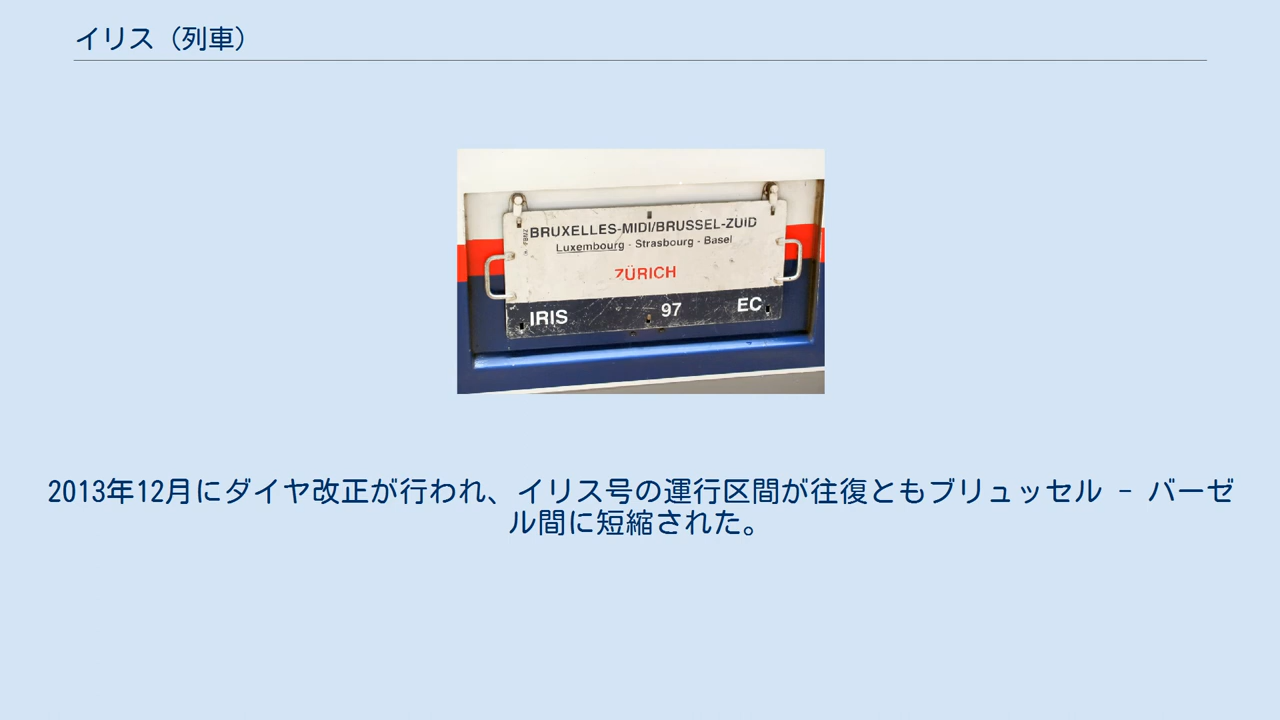 イリス（列車）
BRUXELLES-MIDI/BRUSSEL-ZUID
Luxembourg - Strasbourg - Basel
ZÜRICH
IRIS 97 EC
2013年12月にダイヤ改正が行われ、イリス号の運行区間が往復ともブリュッセル - バーゼ
ル間に短縮された。